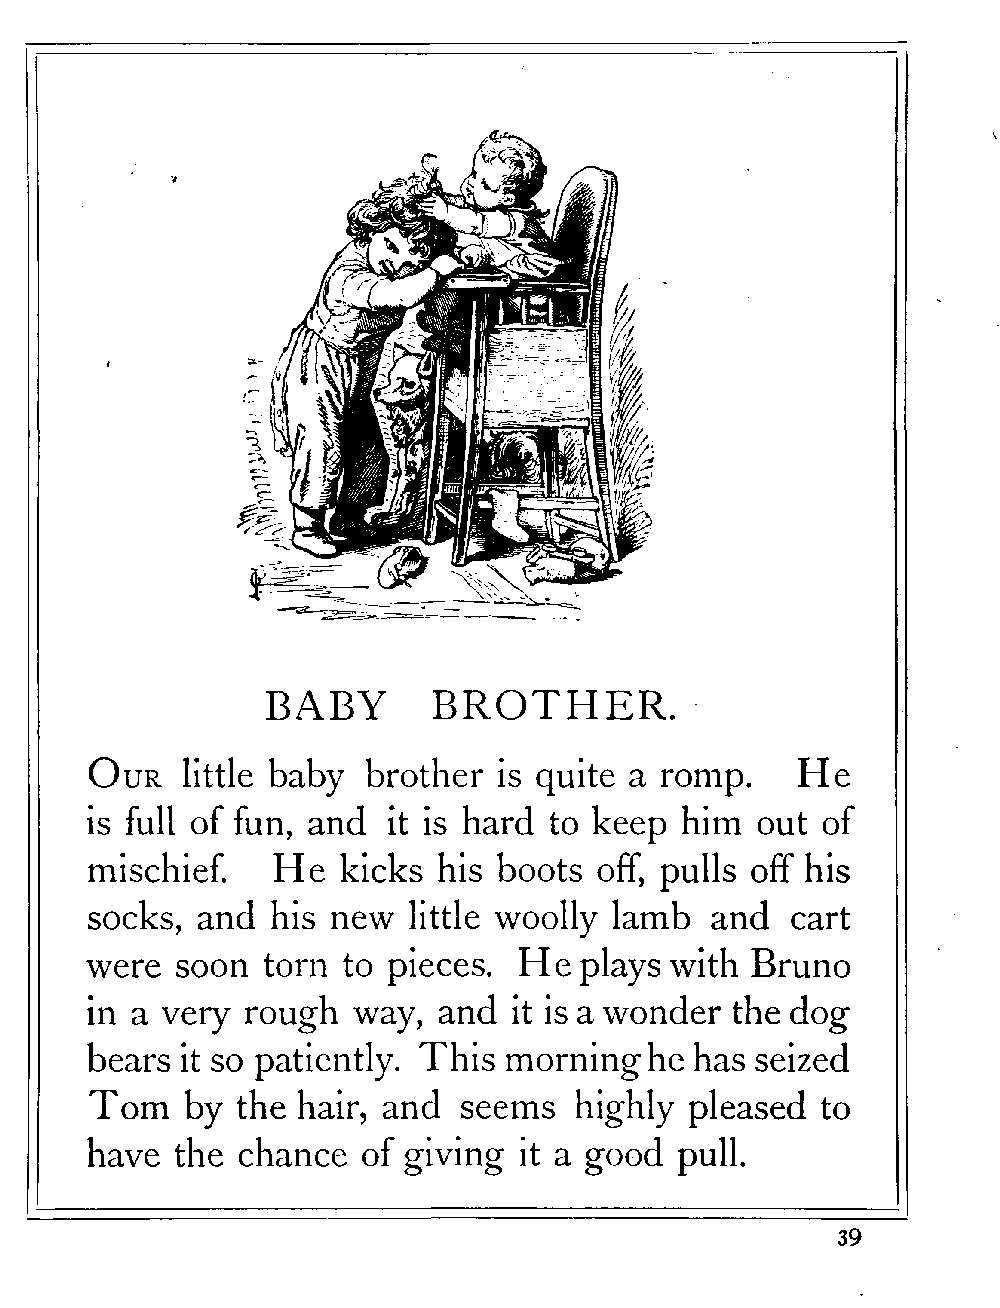 BABY BROTHER.
OUR little baby brother is quite a romp. He
is full of fun, and it is hard to keep him out of
mischief. He kicks his boots off, pulls off his
socks, and his new little woolly lamb and cart
were soon torn to pieces. He plays with Bruno
in a very rough way, and it is a wonder the dog
bears it so patiently. This morning he has seized
Tom by the hair, and seems highly pleased to
have the chance of giving it a good pull.
39